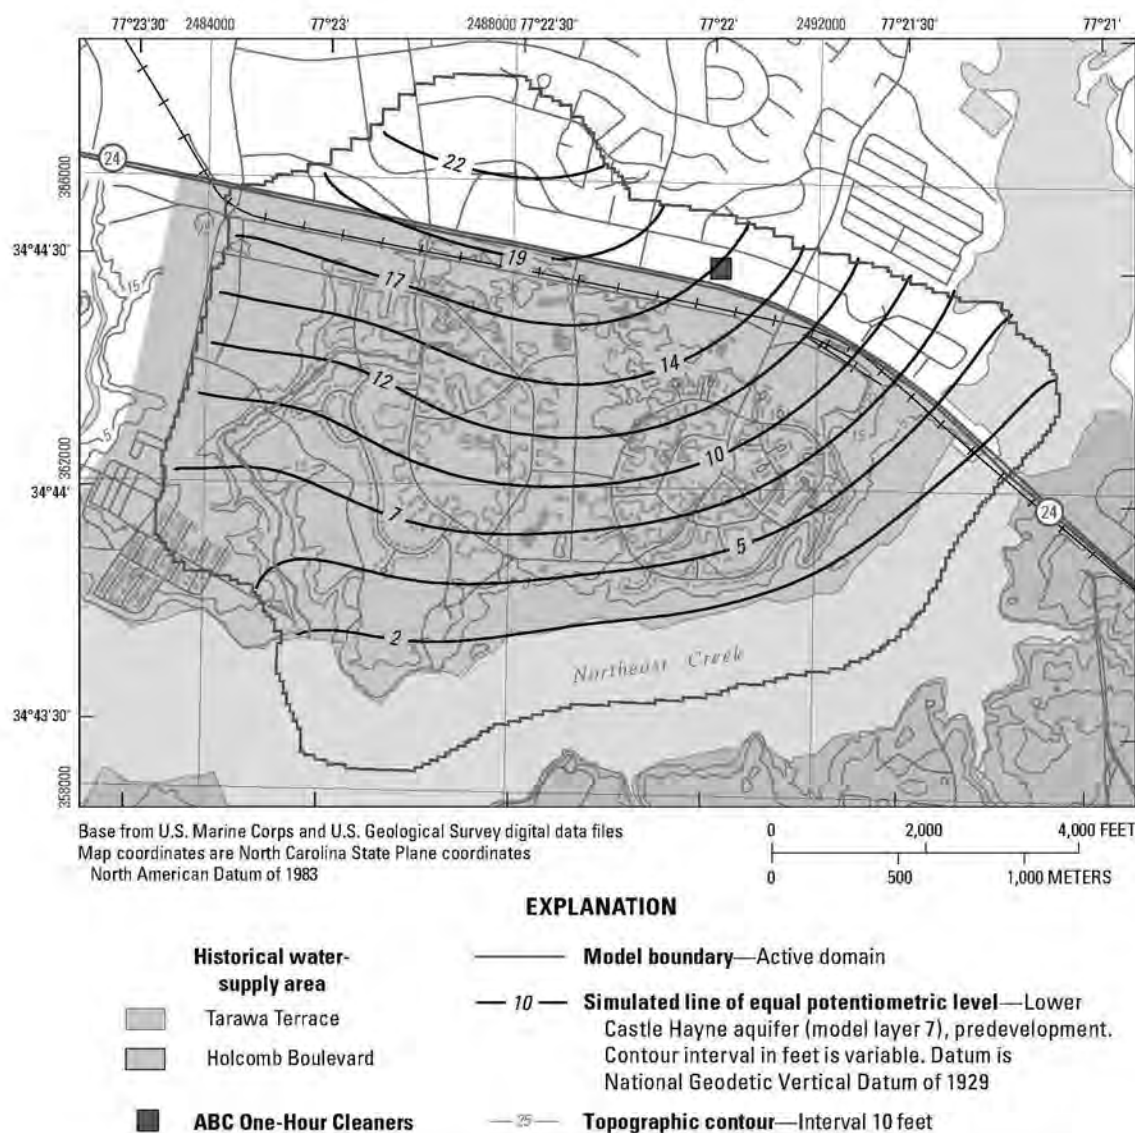 77°23'30" 2484000 77°23' 2488000 77°22'30" 77°22' 2492000 77°21'30" 77°21'
24
22
366000
34°44'30"
19
17
15
14
12
15
5
10
362000
15
34°44'
7
24
5
2
Northeast Creek
34°43'30"
358000
Base from U.S. Marine Corps and U.S. Geological Survey digital data files
Map coordinates are North Carolina State Plane coordinates
North American Datum of 1983
0 2,000 4,000 FEET
0 500 1,000 METERS
EXPLANATION
Historical water-
supply area
Tarawa Terrace
Holcomb Boulevard
ABC One-Hour Cleaners
Model boundary—Active domain
10 Simulated line of equal potentiometric level—Lower
Castle Hayne aquifer (model layer 7), predevelopment.
Contour interval in feet is variable. Datum is
National Geodetic Vertical Datum of 1929
25 Topographic contour—Interval 10 feet